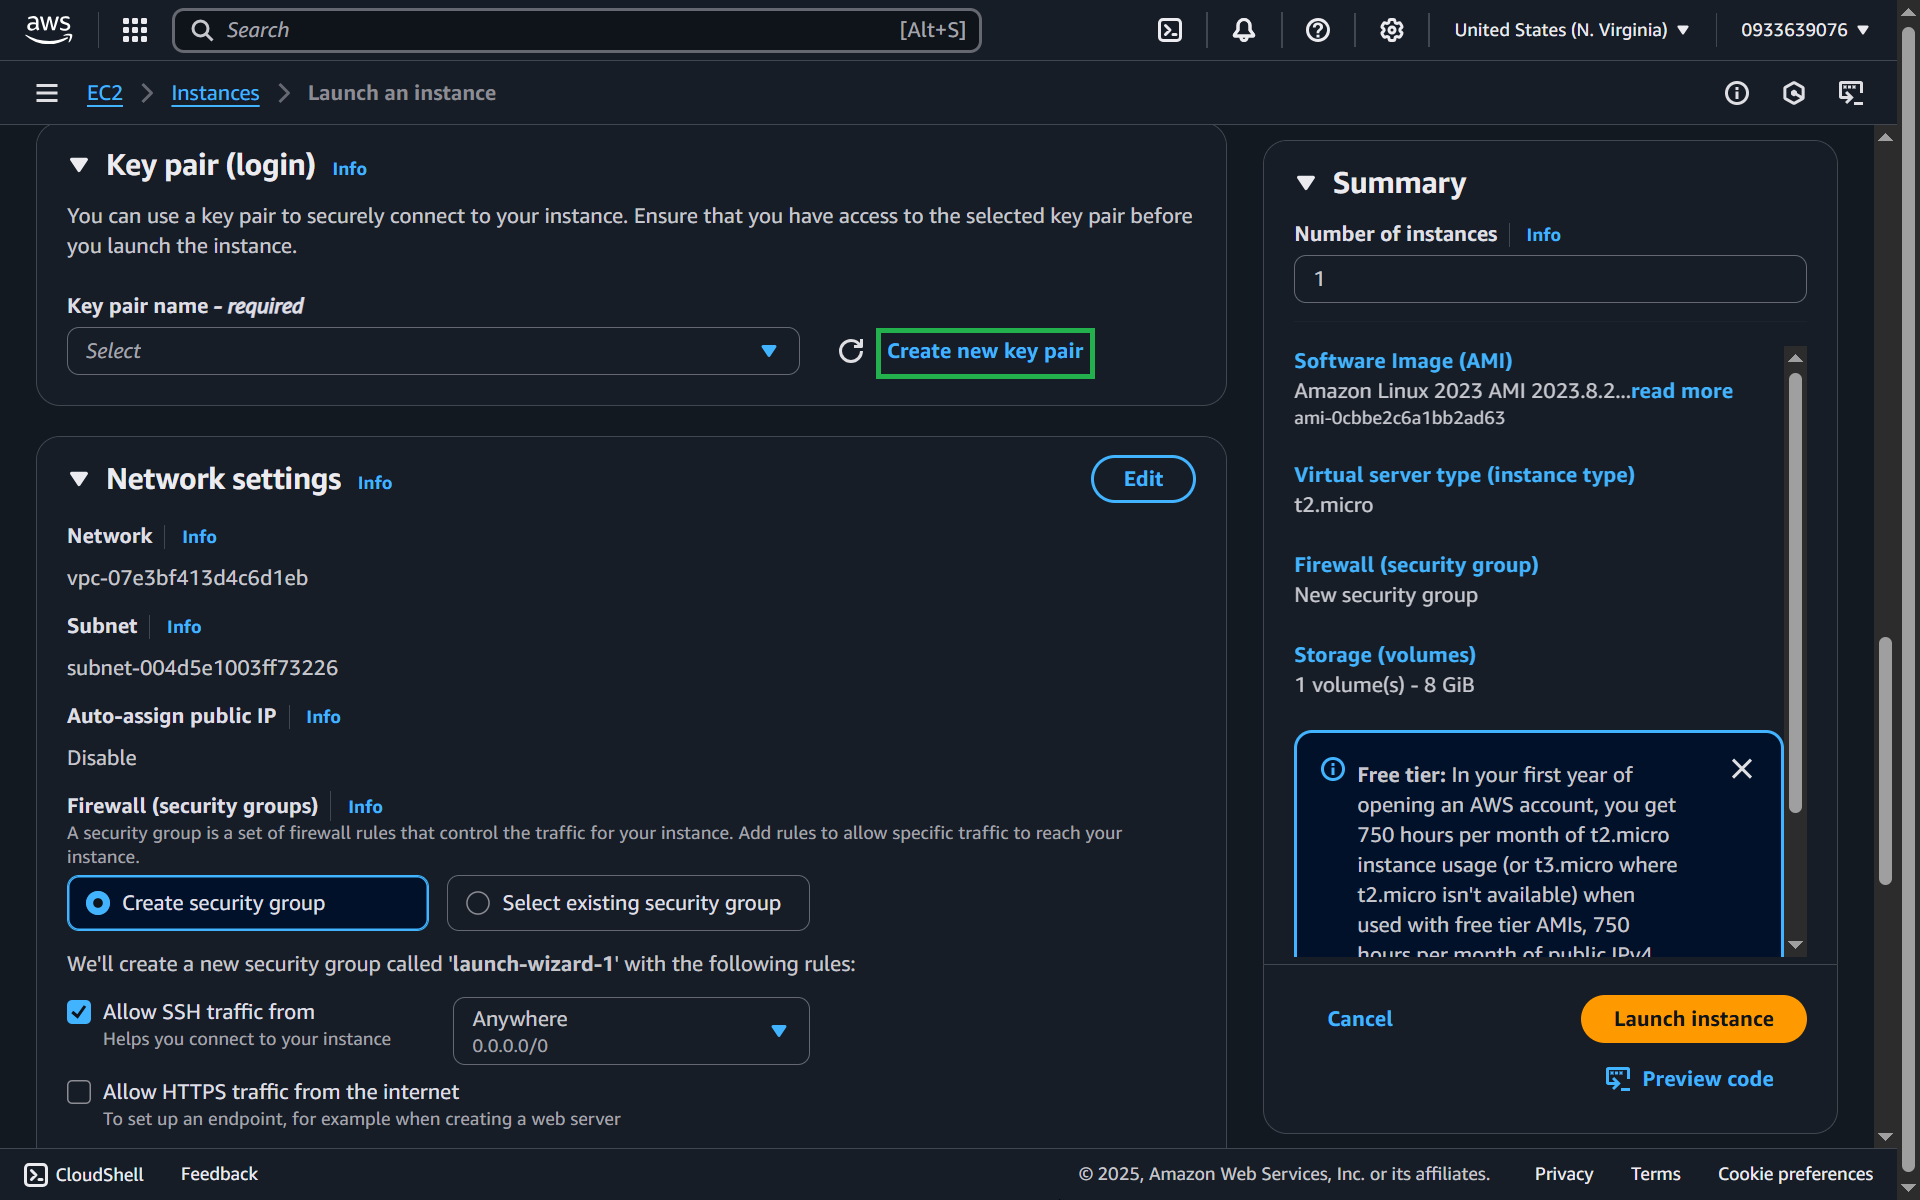 aws
Search
[Alt+S]
United States (N. Virginia)
0933639076
EC2
Instances
Launch an instance
Key pair (login)
Info
You can use a key pair to securely connect to your instance. Ensure that you have access to the selected key pair before
you launch the instance.
Key pair name - required
Select
Create new key pair
Network settings
Info
Edit
Network
Info
vpc-07e3bf413d4c6d1eb
Subnet
Info
subnet-004d5e1003ff73226
Auto-assign public IP
Info
Disable
Firewall (security groups)
Info
A security group is a set of firewall rules that control the traffic for your instance. Add rules to allow specific traffic to reach your
instance.
Create security group
Select existing security group
We'll create a new security group called 'launch-wizard-1' with the following rules:
Allow SSH traffic from
Helps you connect to your instance
Anywhere
0.0.0.0/0
Allow HTTPS traffic from the internet
To set up an endpoint, for example when creating a web server
Summary
Number of instances
Info
1
Software Image (AMI)
Amazon Linux 2023 AMI 2023.8.2...read more
ami-0cbbe2c6a1bb2ad63
Virtual server type (instance type)
t2.micro
Firewall (security group)
New security group
Storage (volumes)
1 volume(s) - 8 GiB
Free tier: In your first year of
opening an AWS account, you get
750 hours per month of t2.micro
instance usage (or t3.micro where
t2.micro isn't available) when
used with free tier AMIs, 750
hours per month of public IPv4
Cancel
Launch instance
Preview code
CloudShell
Feedback
© 2025, Amazon Web Services, Inc. or its affiliates.
Privacy
Terms
Cookie preferences